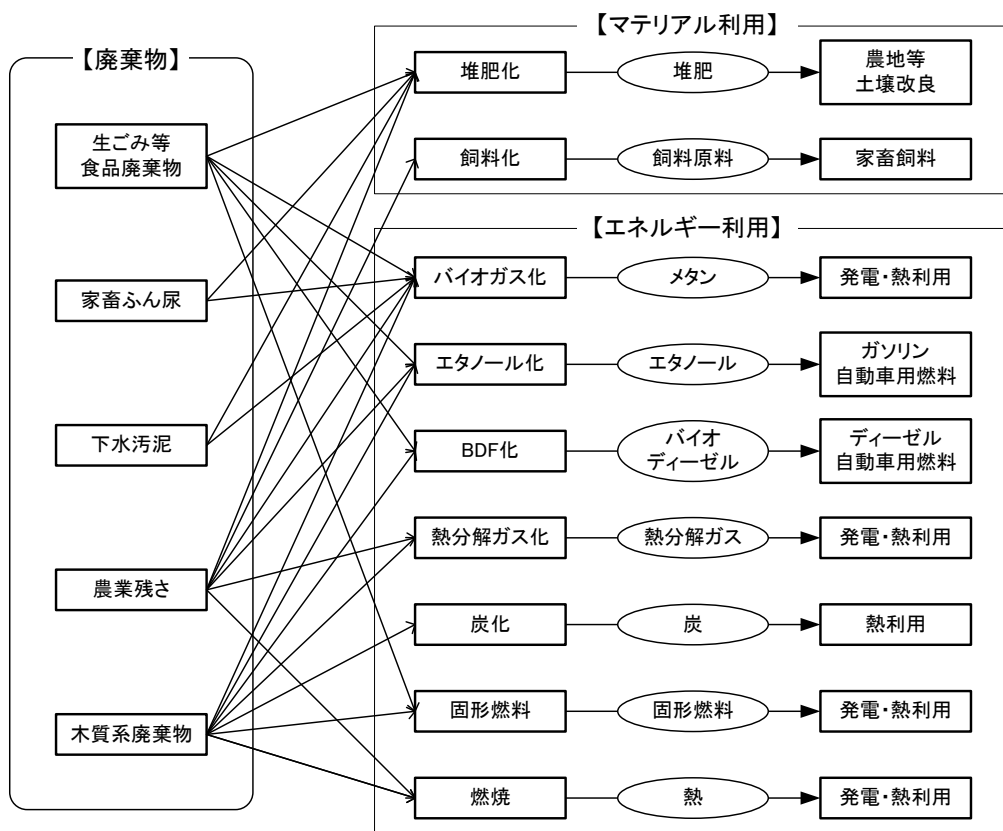 【廃棄物】
生ごみ等
食品廃棄物
家畜ふん尿
下水汚泥
農業残さ
木質系廃棄物
【マテリアル利用】
堆肥化
堆肥
農地等
土壌改良
飼料化
飼料原料
家畜飼料
【エネルギー利用】
バイオガス化
メタン
発電・熱利用
エタノール化
エタノール
ガソリン
自動車用燃料
BDF化
バイオ
ディーゼル
ディーゼル
自動車用燃料
熱分解ガス化
熱分解ガス
発電・熱利用
炭化
炭
熱利用
固形燃料
固形燃料
発電・熱利用
燃焼
熱
発電・熱利用